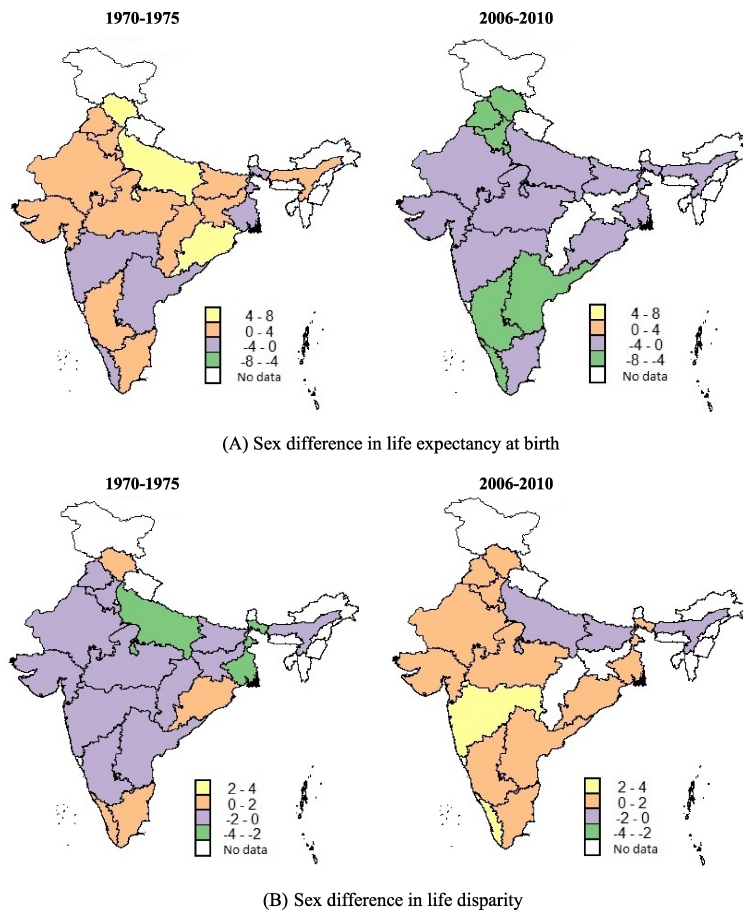 1970-1975
2006-2010
4 - 8
0 - 4
-4 - 0
-8 - -4
No data
4 - 8
0 - 4
-4 - 0
-8 - -4
No data
(A) Sex difference in life expectancy at birth
1970-1975
2006-2010
2 - 4
0 - 2
-2 - 0
-4 - -2
No data
2 - 4
0 - 2
-2 - 0
-4 - -2
No data
(B) Sex difference in life disparity